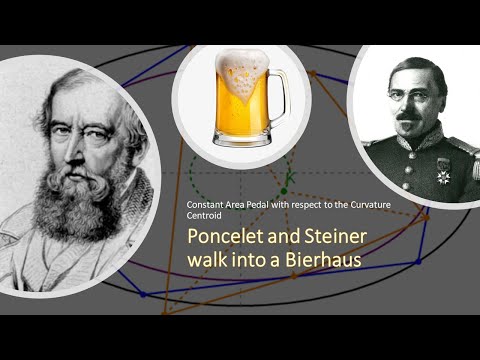 Constant Area Pedal with respect to the Curvature
Centroid
Poncelet and Steiner
walk into a Bierhaus